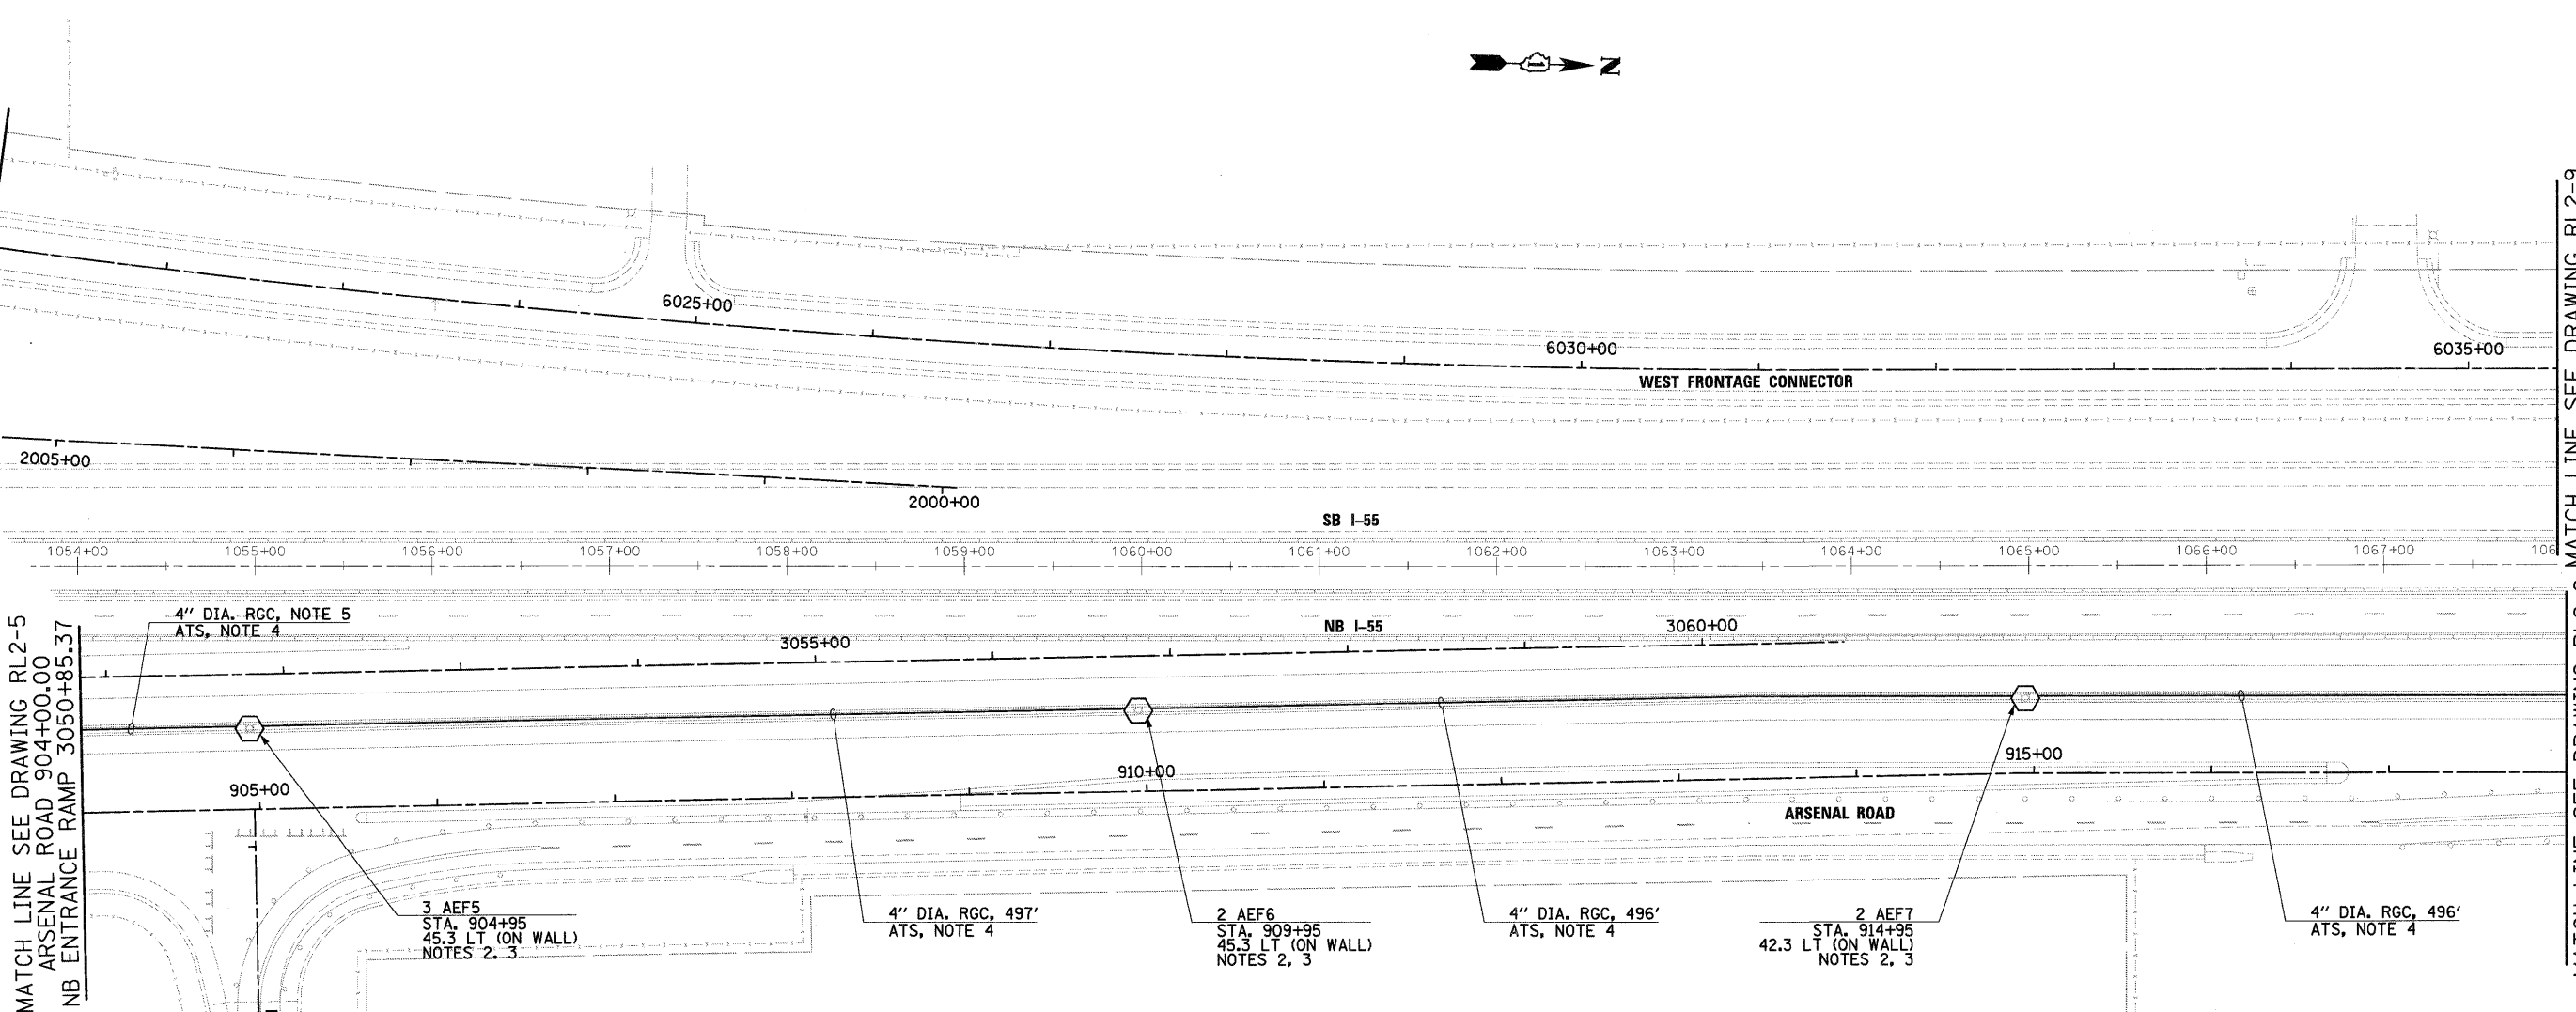 N
6025+00
6030+00
6035+00
WEST FRONTAGE CONNECTOR
2005+00
2000+00
SB I-55
1054+00 1055+00 1056+00 1057+00 1058+00 1059+00 1060+00 1061+00 1062+00 1063+00 1064+00 1065+00 1066+00 1067+00 106
MATCH LINE SEE DRAWING RL2-9
4" DIA. RGC, NOTE 5
ATS, NOTE 4
NB I-55
3055+00
3060+00
MATCH LINE SEE DRAWING RL2-5
ARSENAL ROAD 904+00.00
NB ENTRANCE RAMP 3050+85.37
905+00
910+00
915+00
ARSENAL ROAD
3 AEF5
STA. 904+95
45.3 LT (ON WALL)
NOTES 2, 3
4" DIA. RGC, 497'
ATS, NOTE 4
2 AEF6
STA. 909+95
45.3 LT (ON WALL)
NOTES 2, 3
4" DIA. RGC, 496'
ATS, NOTE 4
2 AEF7
STA. 914+95
42.3 LT (ON WALL)
NOTES 2, 3
4" DIA. RGC, 496'
ATS, NOTE 4